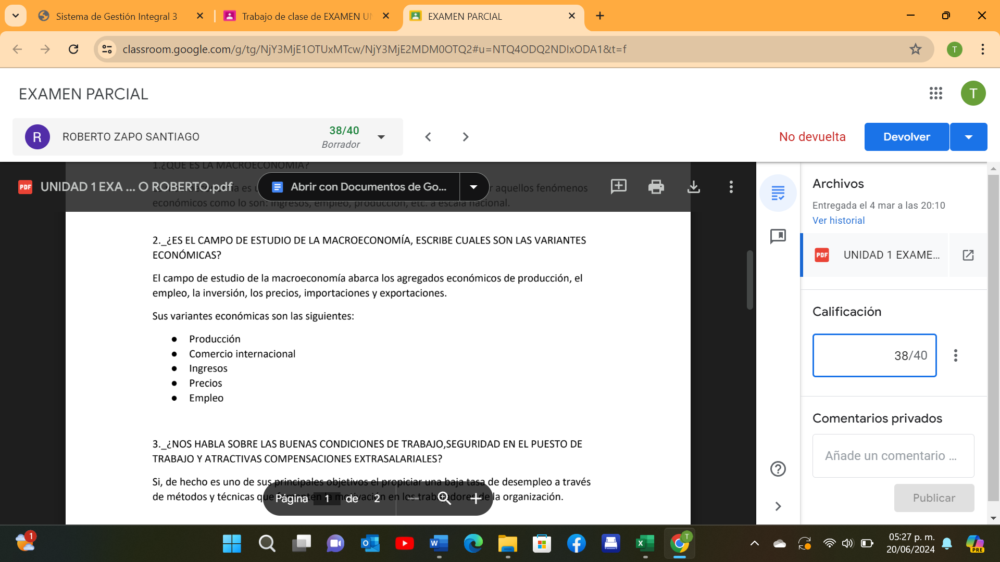 Sistema de Gestión Integral 3
Trabajo de clase de EXAMEN UN
EXAMEN PARCIAL
classroom.google.com/g/tg/NjY3MjE1OTUxMTcw/NjY3MjE2MDM0OTQ2#u=NTQ4ODQ2NDIxODA1&t=f
T
EXAMEN PARCIAL
T
R
ROBERTO ZAPO SANTIAGO
38/40
Borrador
No devuelta
Devolver
1.¿QUE ES LA MACROECONOMIA?
PDF UNIDAD 1 EXA ... O ROBERTO.pdf
Abrir con Documentos de Go...
aquellos fenómenos
económicos como lo son: ingresos, empleo, producción, etc. a escala nacional.
2._¿ES EL CAMPO DE ESTUDIO DE LA MACROECONOMÍA, ESCRIBE CUALES SON LAS VARIANTES
ECONÓMICAS?
El campo de estudio de la macroeconomía abarca los agregados económicos de producción, el
empleo, la inversión, los precios, importaciones y exportaciones.
Sus variantes económicas son las siguientes:
● Producción
● Comercio internacional
● Ingresos
● Precios
● Empleo
3._¿NOS HABLA SOBRE LAS BUENAS CONDICIONES DE TRABAJO,SEGURIDAD EN EL PUESTO DE
TRABAJO Y ATRACTIVAS COMPENSACIONES EXTRASALARIALES?
Si, de hecho es uno de sus principales objetivos el propiciar una baja tasa de desempleo a través
de métodos y técnicas que fomenten la motivación en los trabajadores de la organización.
Página 1 de 2
Archivos
Entregada el 4 mar a las 20:10
Ver historial
PDF UNIDAD 1 EXAME...
Calificación
38/40
Comentarios privados
Añade un comentario ...
Publicar
1
T
05:27 p. m.
20/06/2024
PRE